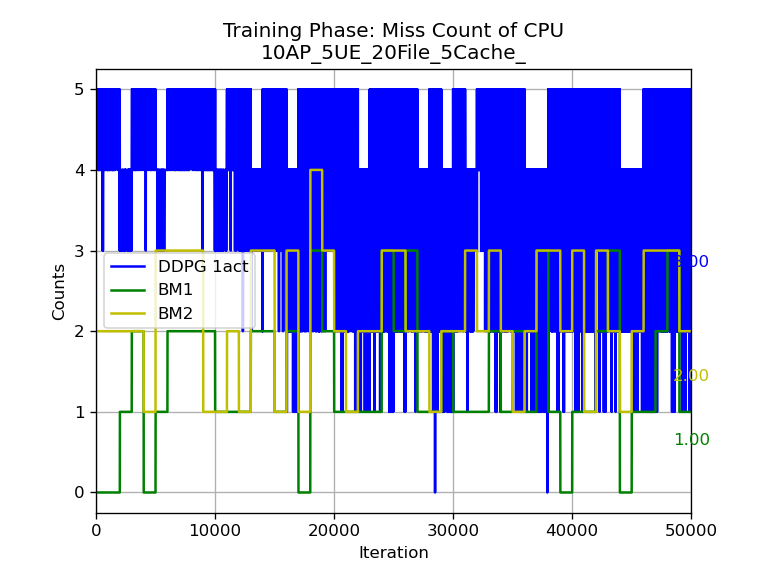 Training Phase: Miss Count of CPU
10AP_5UE_20File_5Cache_
5
4
3
2
1
0
Counts
DDPG 1act
BM1
BM2
3.00
2.00
1.00
0
10000
20000
30000
40000
50000
Iteration